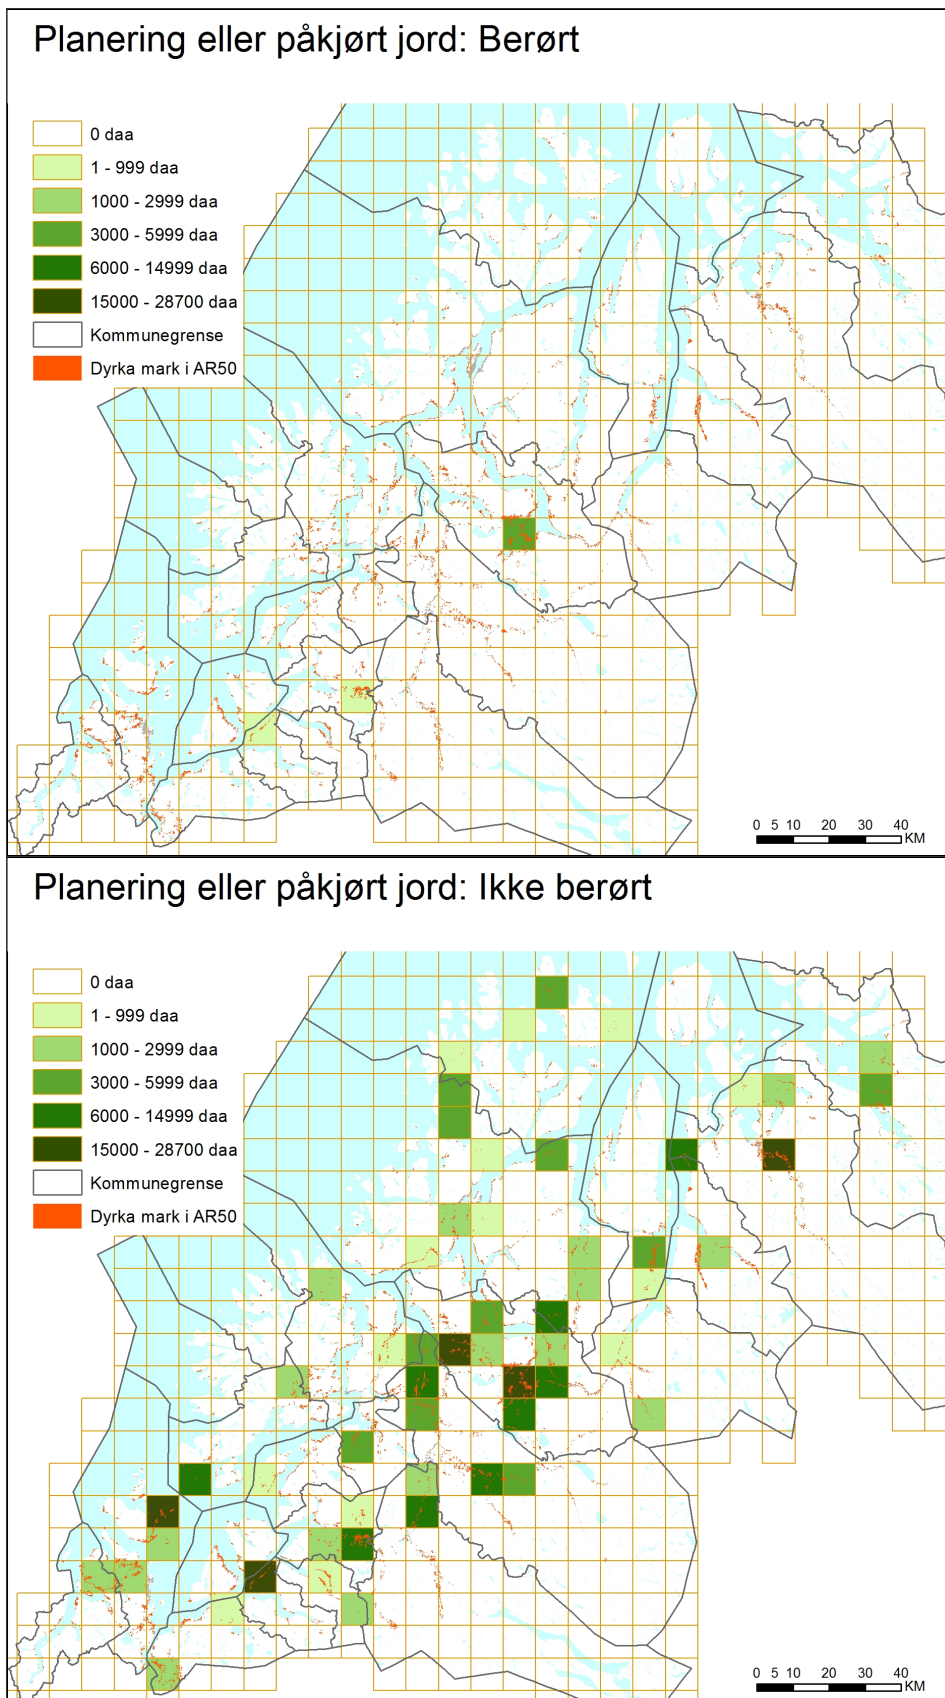 Planering eller påkjørt jord: Berørt
0 daa
1 - 999 daa
1000 - 2999 daa
3000 - 5999 daa
6000 - 14999 daa
15000 - 28700 daa
Kommunegrense
Dyrka mark i AR50
0 5 10 20 30 40
KM
Planering eller påkjørt jord: Ikke berørt
0 daa
1 - 999 daa
1000 - 2999 daa
3000 - 5999 daa
6000 - 14999 daa
15000 - 28700 daa
Kommunegrense
Dyrka mark i AR50
0 5 10 20 30 40
KM